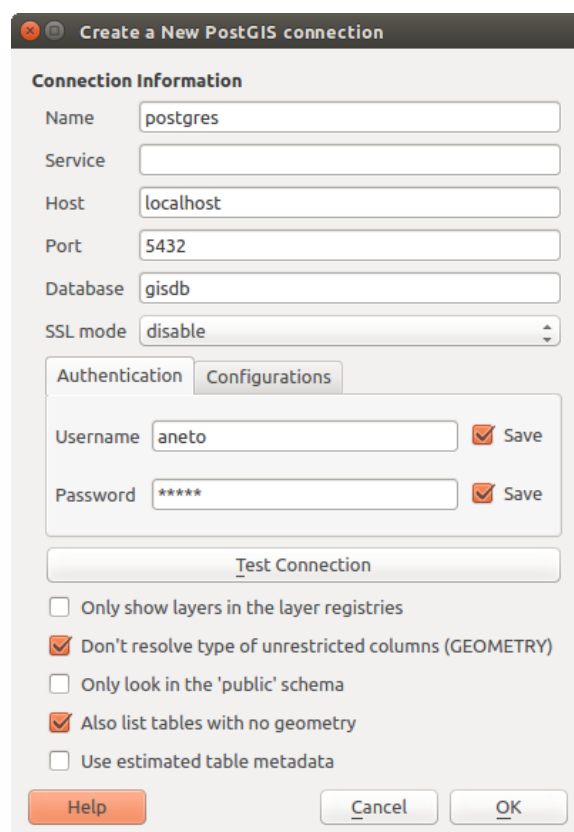 Create a New PostGIS connection
Connection Information
Name postgres
Service
Host localhost
Port 5432
Database gisdb
SSL mode disable
Authentication Configurations
Username aneto Save
Password ***** Save
Test Connection
Only show layers in the layer registries
Don't resolve type of unrestricted columns (GEOMETRY)
Only look in the 'public' schema
Also list tables with no geometry
Use estimated table metadata
Help Cancel OK